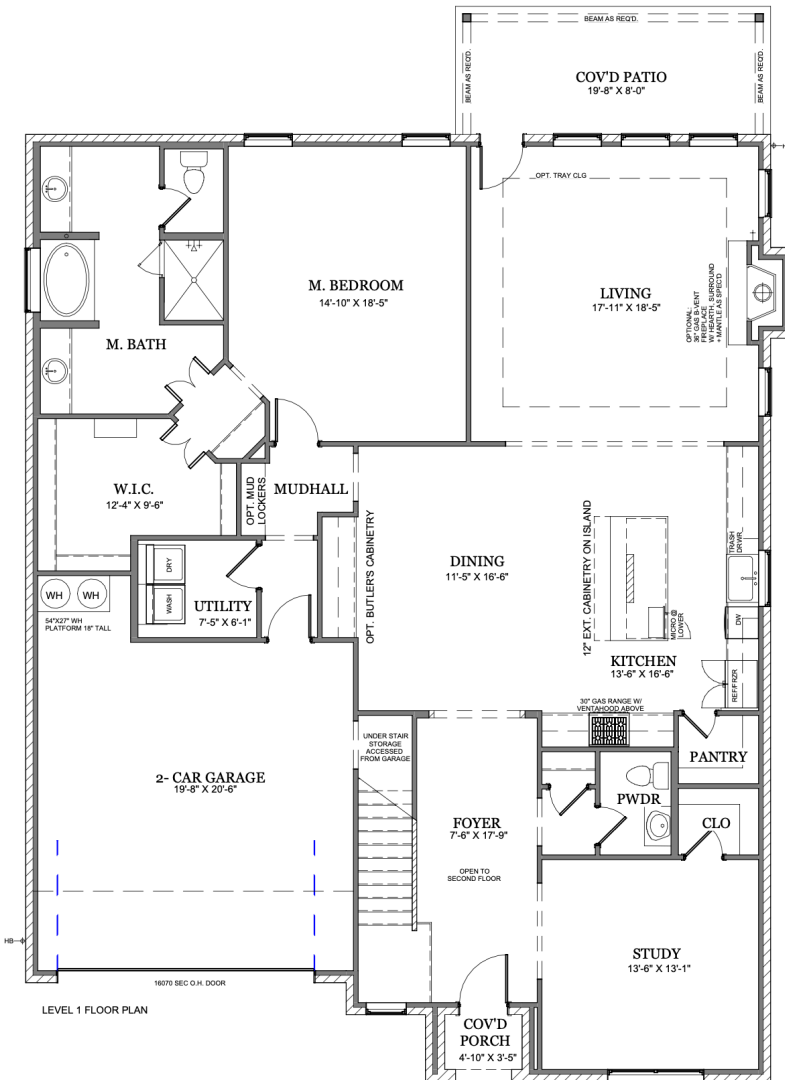 BEAM AS REQ'D.
BEAM AS REQ'D.
BEAM AS REQ'D.
COV'D PATIO
19'-8" X 8'-0"
OPT. TRAY CLG
M. BEDROOM
14'-10" X 18'-5"
LIVING
17'-11" X 18'-5"
OPTIONAL:
36" GAS B-VENT
FIREPLACE
W/ HEARTH, SURROUND
+ MANTLE AS SPEC'D
M. BATH
W.I.C.
12'-4" X 9'-6"
OPT. MUD
LOCKERS
MUDHALL
OPT. BUTLER'S CABINETRY
DINING
11'-5" X 16'-6"
12" EXT. CABINETRY ON ISLAND
TRASH
DRWR
MICRO @
LOWER
DW
REF/FRZR
KITCHEN
13'-6" X 16'-6"
30" GAS RANGE W/
VENTAHOOD ABOVE
DRY
WASH
UTILITY
7'-5" X 6'-1"
WH
WH
54"X27" WH
PLATFORM 18" TALL
UNDER STAIR
STORAGE
ACCESSED
FROM GARAGE
PANTRY
2- CAR GARAGE
19'-8" X 20'-6"
FOYER
7'-6" X 17'-9"
OPEN TO
SECOND FLOOR
PWDR
CLO
HB
STUDY
13'-6" X 13'-1"
16070 SEC O.H. DOOR
LEVEL 1 FLOOR PLAN
COV'D
PORCH
4'-10" X 3'-5"